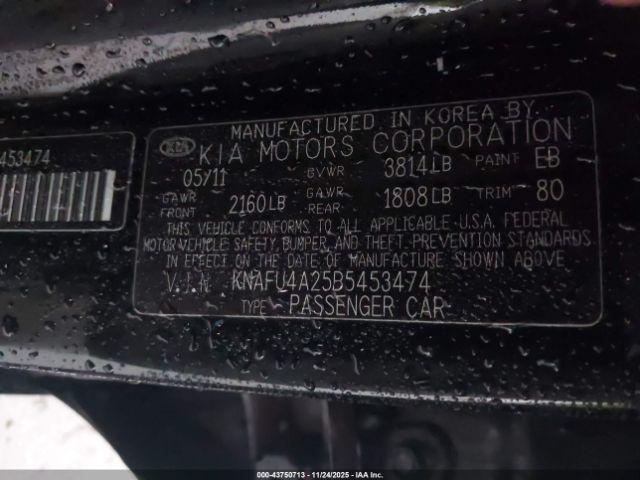 453474
MANUFACTURED IN KOREA BY
KIA KIA MOTORS CORPORATION
05/11 GVWR 3814LB PAINT EB
GAWR FRONT 2160LB GAWR REAR 1808LB TRIM 80
THIS VEHICLE CONFORMS TO ALL APPLICABLE U.S.A. FEDERAL
MOTOR VEHICLE SAFETY, BUMPER, AND THEFT PREVENTION STANDARDS
IN EFFECT ON THE DATE OF MANUFACTURE SHOWN ABOVE.
V.I.N KNAFU4A25B5453474
TYPE PASSENGER CAR
000-43750713 - 11/24/2025 - IAA Inc.